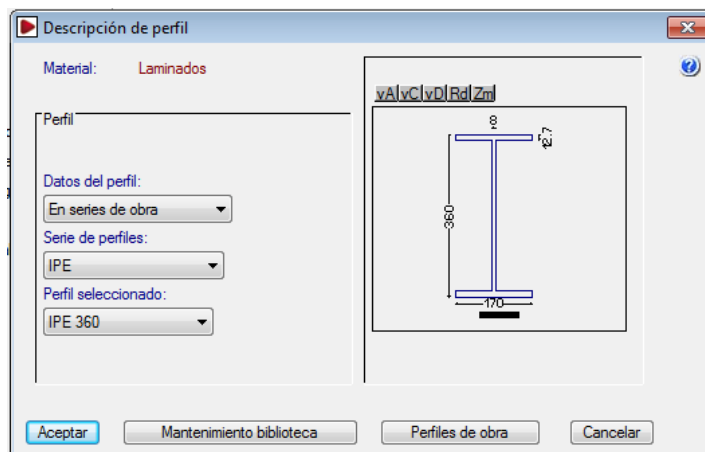 Descripción de perfil
Material: Laminados
vA vC vD Rd Zm
Perfil
8
12.7
Datos del perfil:
En series de obra
360
Serie de perfiles:
IPE
Perfil seleccionado:
170
IPE 360
Aceptar Mantenimiento biblioteca Perfiles de obra Cancelar